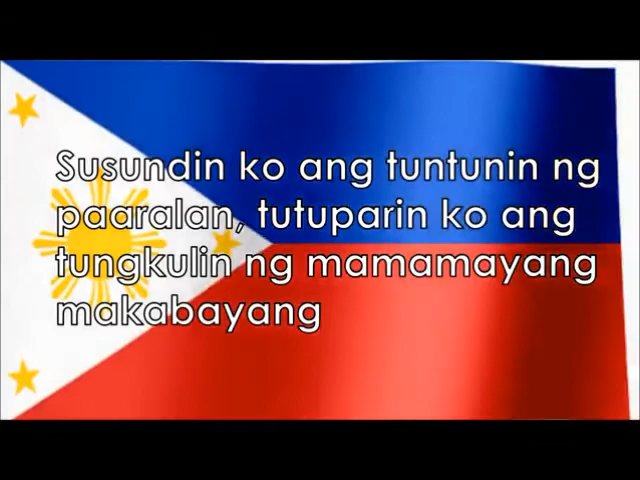 Susundin ko ang tuntunin ng
paaralan, tutuparin ko ang
tungkulin ng mamamayang
makabayang